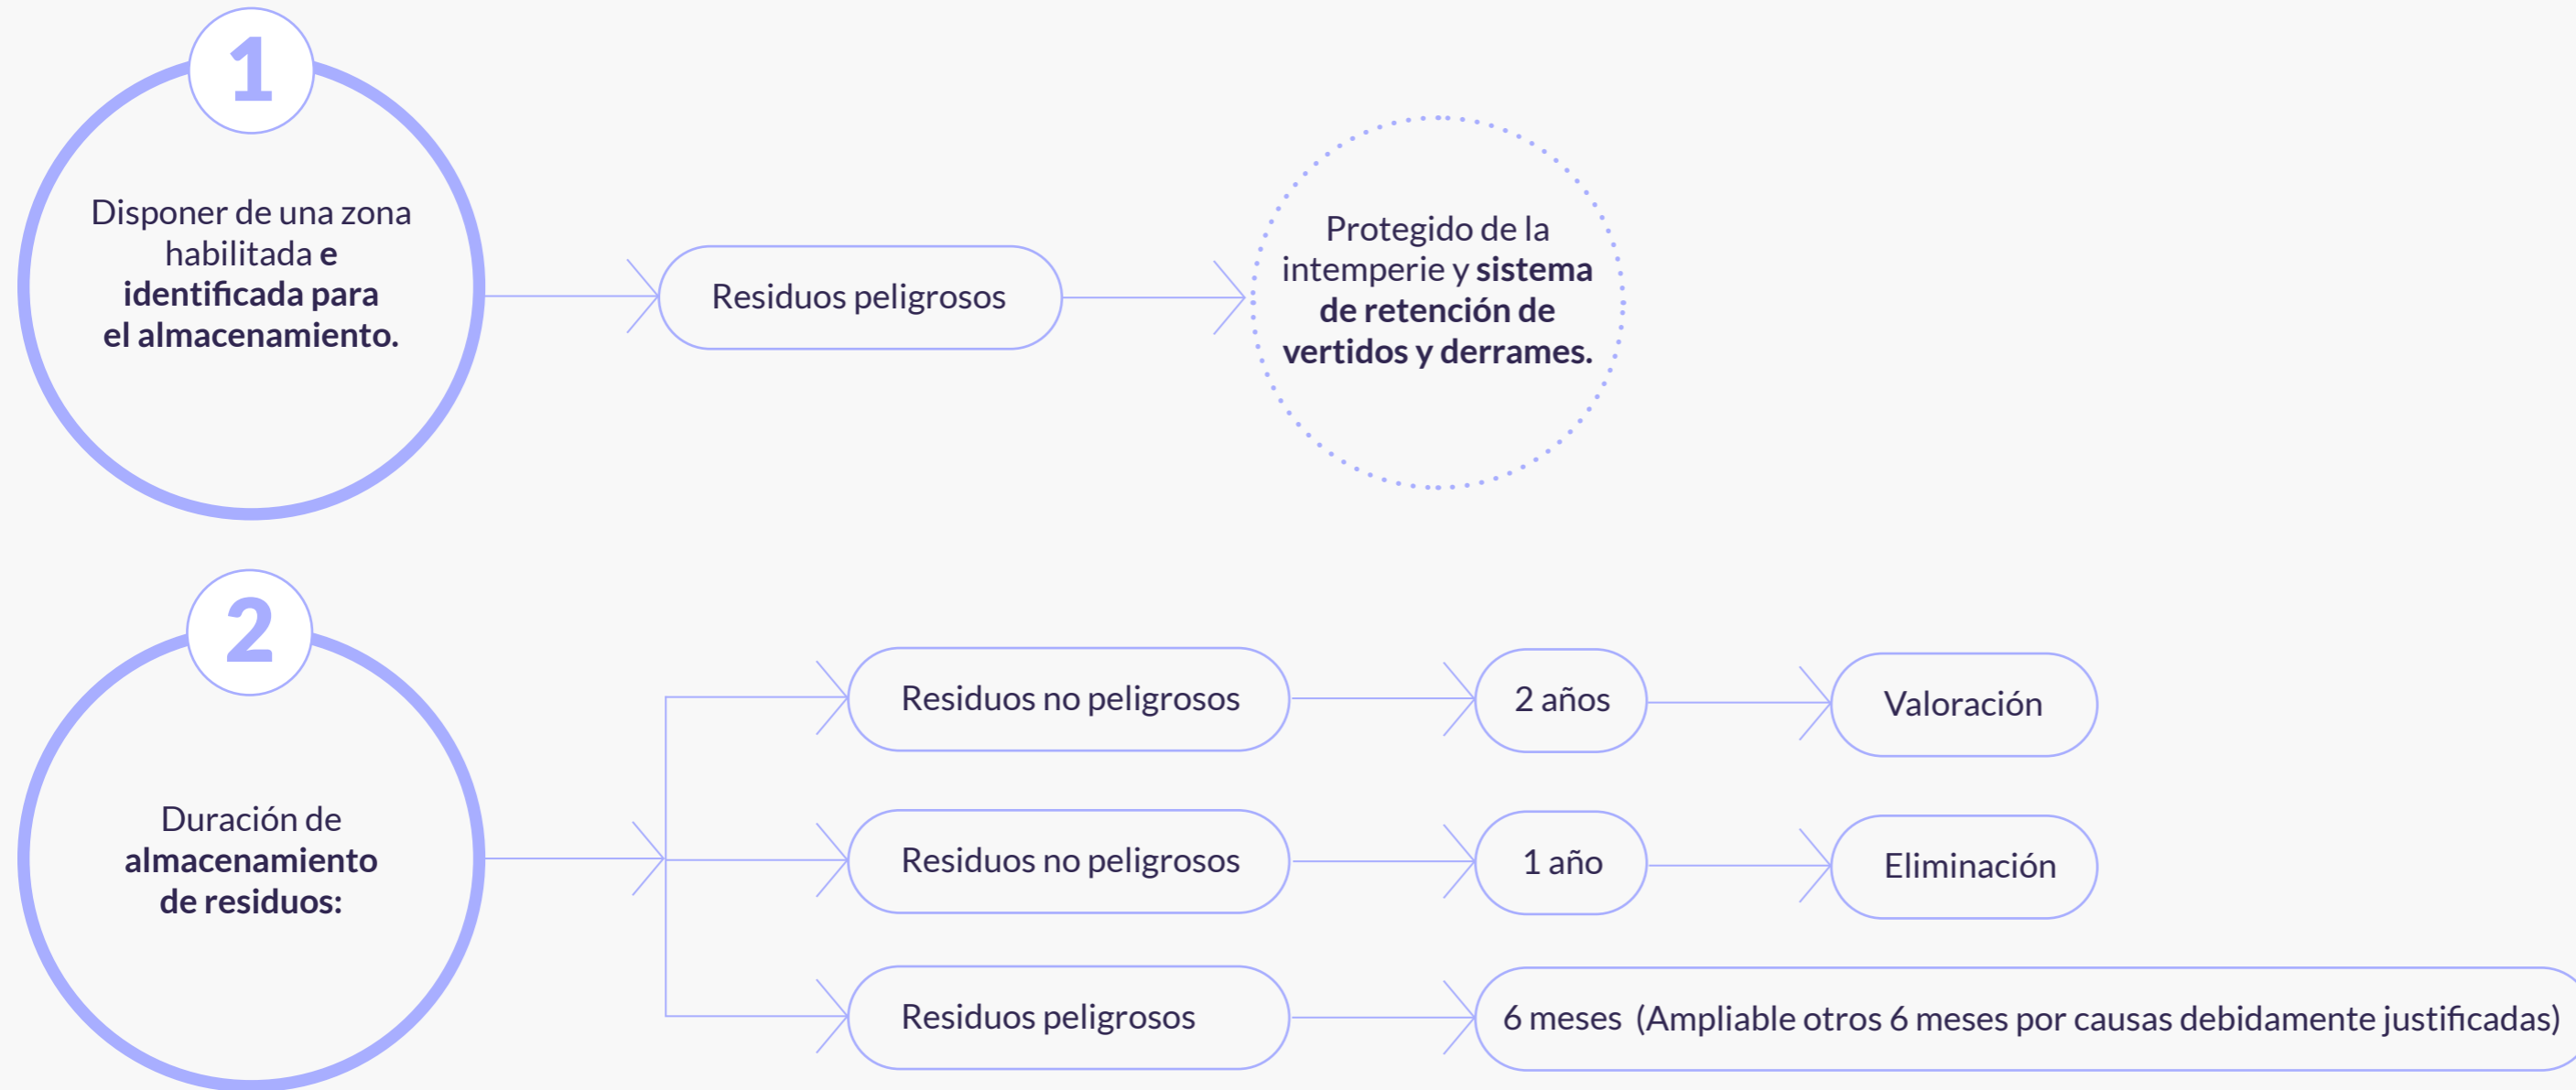 1
Disponer de una zona
habilitada e
identificada para
el almacenamiento.
Residuos peligrosos
Protegido de la
intemperie y sistema
de retención de
vertidos y derrames.
2
Duración de
almacenamiento
de residuos:
Residuos no peligrosos
2 años
Valoración
Residuos no peligrosos
1 año
Eliminación
Residuos peligrosos
6 meses (Ampliable otros 6 meses por causas debidamente justificadas)